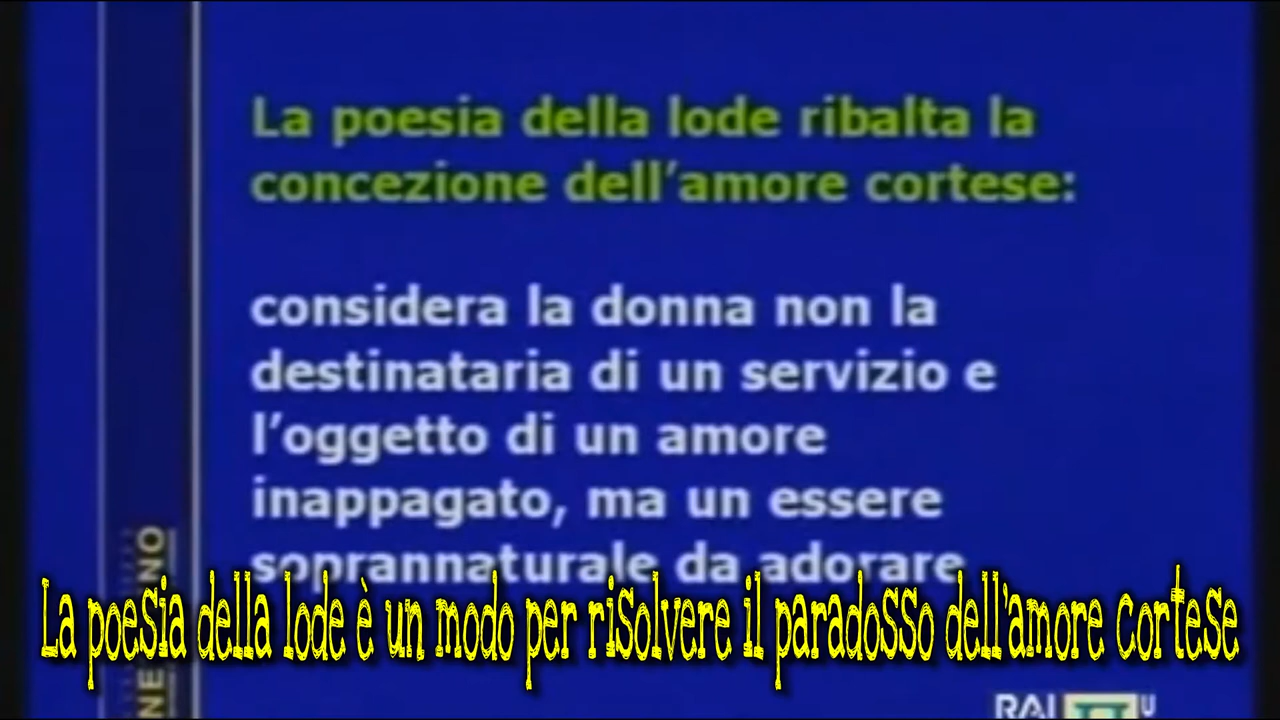 La poesia della lode ribalta la
concezione dell'amore cortese:
considera la donna non la
destinataria di un servizio e
l'oggetto di un amore
inappagato, ma un essere
soprannaturale da adorare
La poesia della lode è un modo per risolvere il paradosso dell'amore cortese
RAI
U